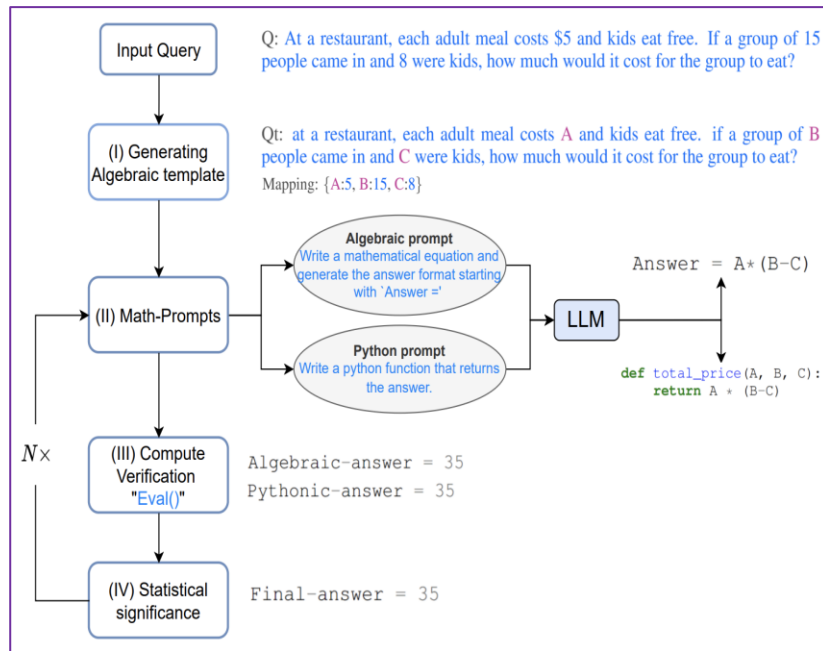 Input Query
Q: At a restaurant, each adult meal costs $5 and kids eat free. If a group of 15
people came in and 8 were kids, how much would it cost for the group to eat?
(I) Generating
Algebraic template
Qt: at a restaurant, each adult meal costs A and kids eat free. if a group of B
people came in and C were kids, how much would it cost for the group to eat?
Mapping: {A:5, B:15, C:8}
(II) Math-Prompts
Algebraic prompt
Write a mathematical equation and
generate the answer format starting
with `Answer ='
Python prompt
Write a python function that returns
the answer.
LLM
Answer = A*(B-C)
def total_price(A, B, C):
return A * (B-C)
N×
(III) Compute
Verification
"Eval()"
Algebraic-answer = 35
Pythonic-answer = 35
(IV) Statistical
significance
Final-answer = 35